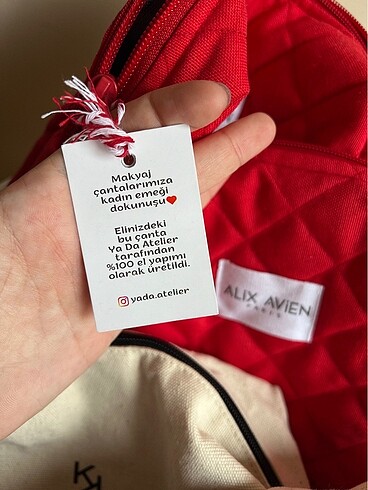 Makyaj
çantalarımıza
kadın emeği
dokunuşu❤️
Elinizdeki
bu çanta
Ya Da Atelier
tarafından
%100 el yapımı
olarak üretildi.
yada.atelier
ALIX AVIEN
PARIS